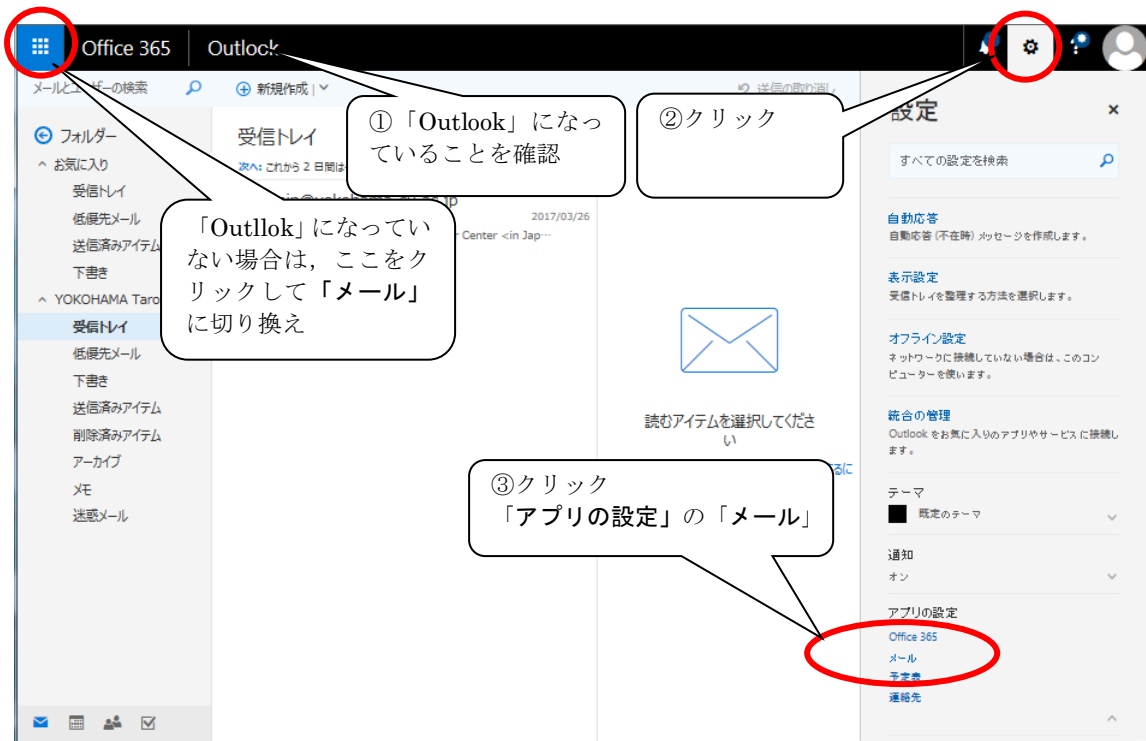 Office 365
Outlook
メールとユーザーの検索
新規作成
送信の取り消し
フォルダー
お気に入り
受信トレイ
低優先メール
送信済みアイテム
下書き
YOKOHAMA Taro
受信トレイ
低優先メール
下書き
送信済みアイテム
削除済みアイテム
アーカイブ
メモ
迷惑メール
受信トレイ
次へ: これから 2 日間は
2017/03/26
Center <in Jap…
①「Outlook」になっ
ていることを確認
②クリック
「Outllok」になってい
ない場合は，ここをク
リックして「メール」
に切り換え
読むアイテムを選択してくださ
い
③クリック
「アプリの設定」の「メール」
設定
×
すべての設定を検索
自動応答
自動応答 (不在時) メッセージを作成します。
表示設定
受信トレイを整理する方法を選択します。
オフライン設定
ネットワークに接続していない場合は、このコン
ピューターを使います。
統合の管理
Outlook をお気に入りのアプリやサービスに接続し
ます。
テーマ
既定のテーマ
通知
オン
アプリの設定
Office 365
メール
予定表
連絡先